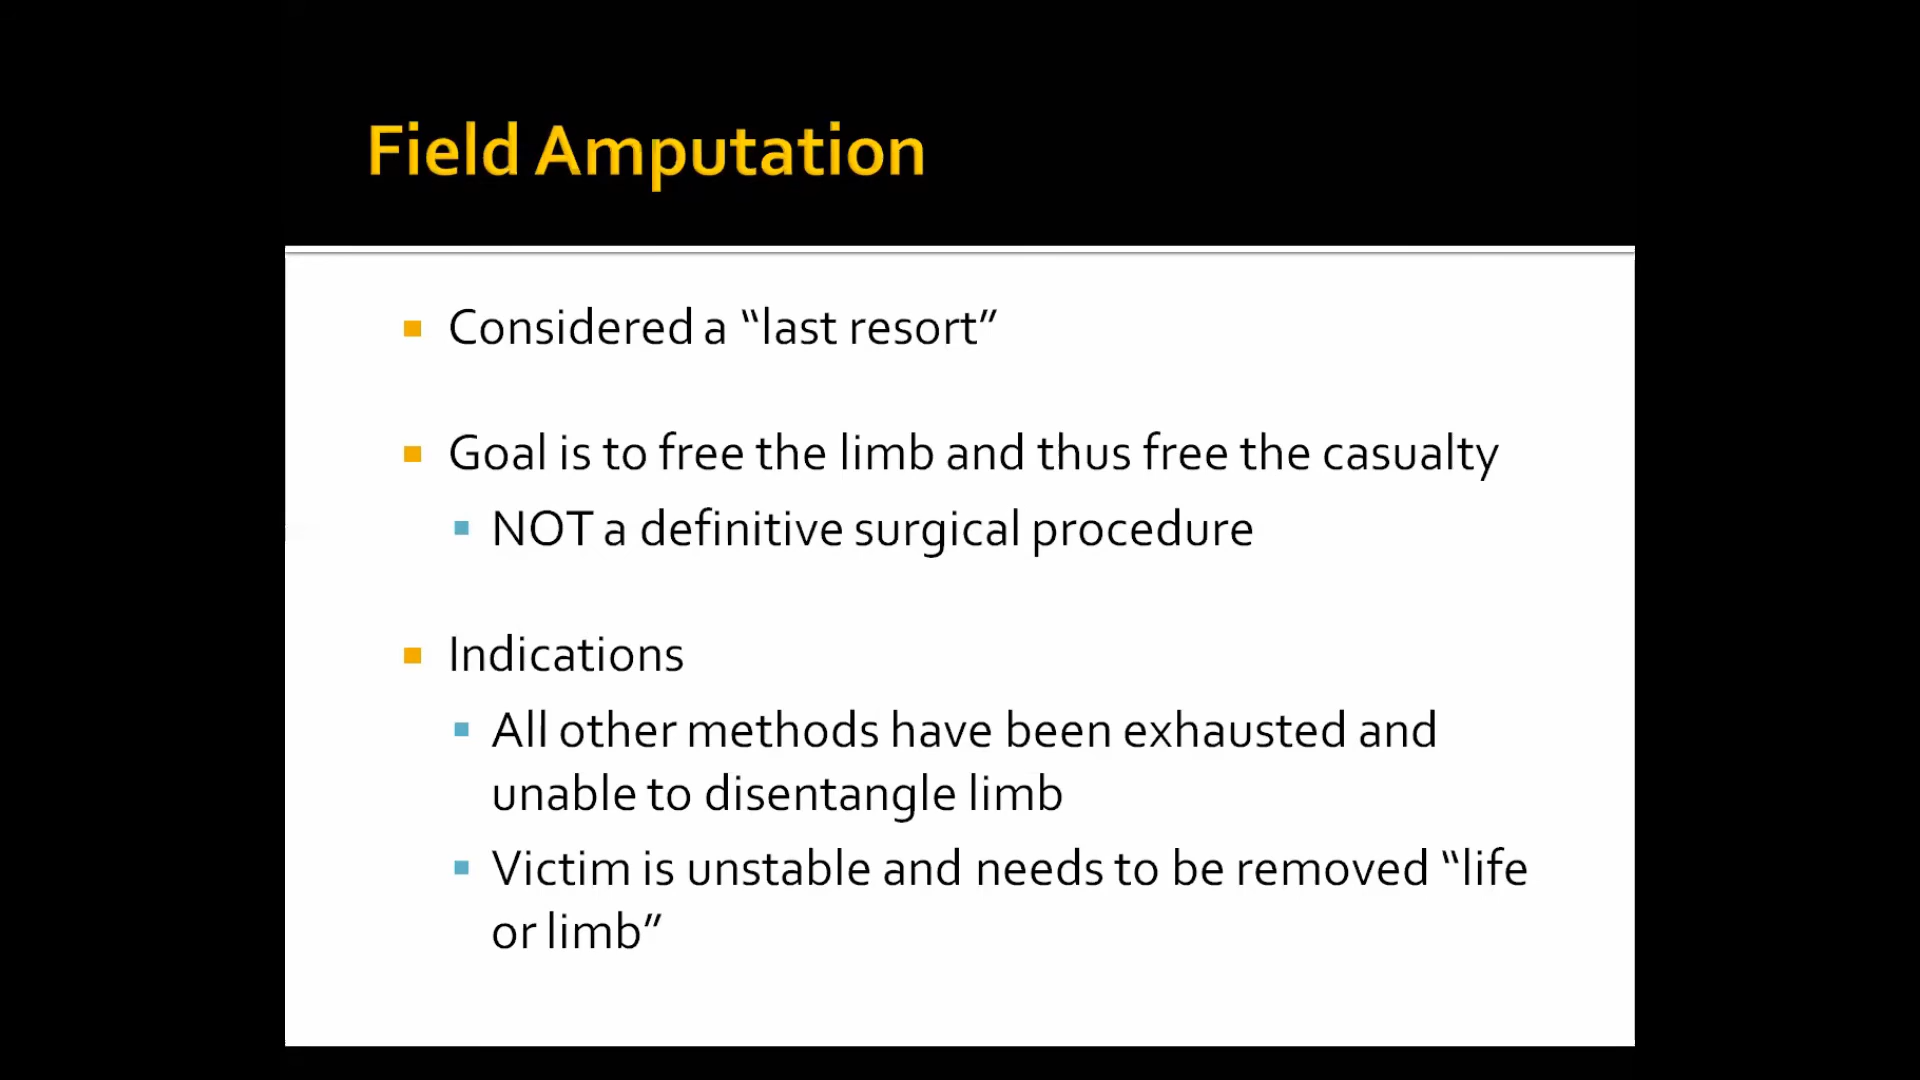 Field Amputation
Considered a “last resort”
Goal is to free the limb and thus free the casualty
NOT a definitive surgical procedure
Indications
All other methods have been exhausted and
unable to disentangle limb
Victim is unstable and needs to be removed “life
or limb”